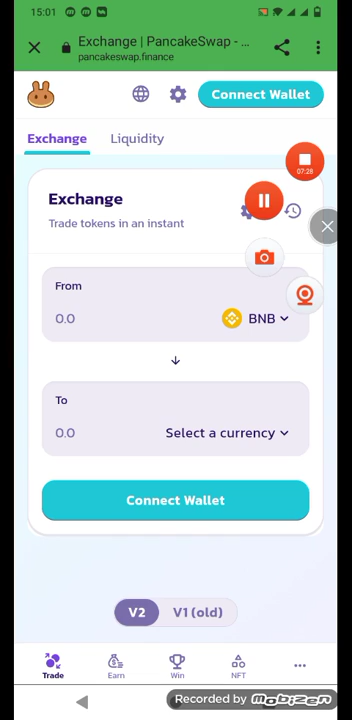 15:01
Exchange | PancakeSwap - ...
pancakeswap.finance
Connect Wallet
Exchange
Liquidity
07:28
Exchange
Trade tokens in an instant
From
0.0
BNB
To
0.0
Select a currency
Connect Wallet
V2
V1 (old)
Trade
Earn
Win
NFT
Recorded by Mobizen